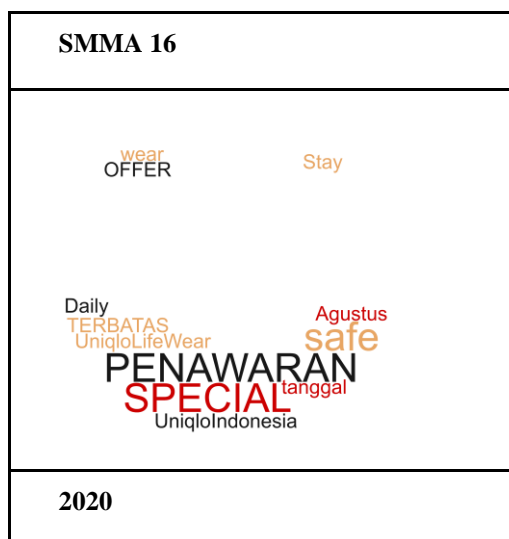 SMMA 16
wear
Stay
OFFER
Daily
Agustus
TERBATAS
safe
UniqloLifeWear
PENAWARAN
tanggal
SPECIAL
UniqloIndonesia
2020